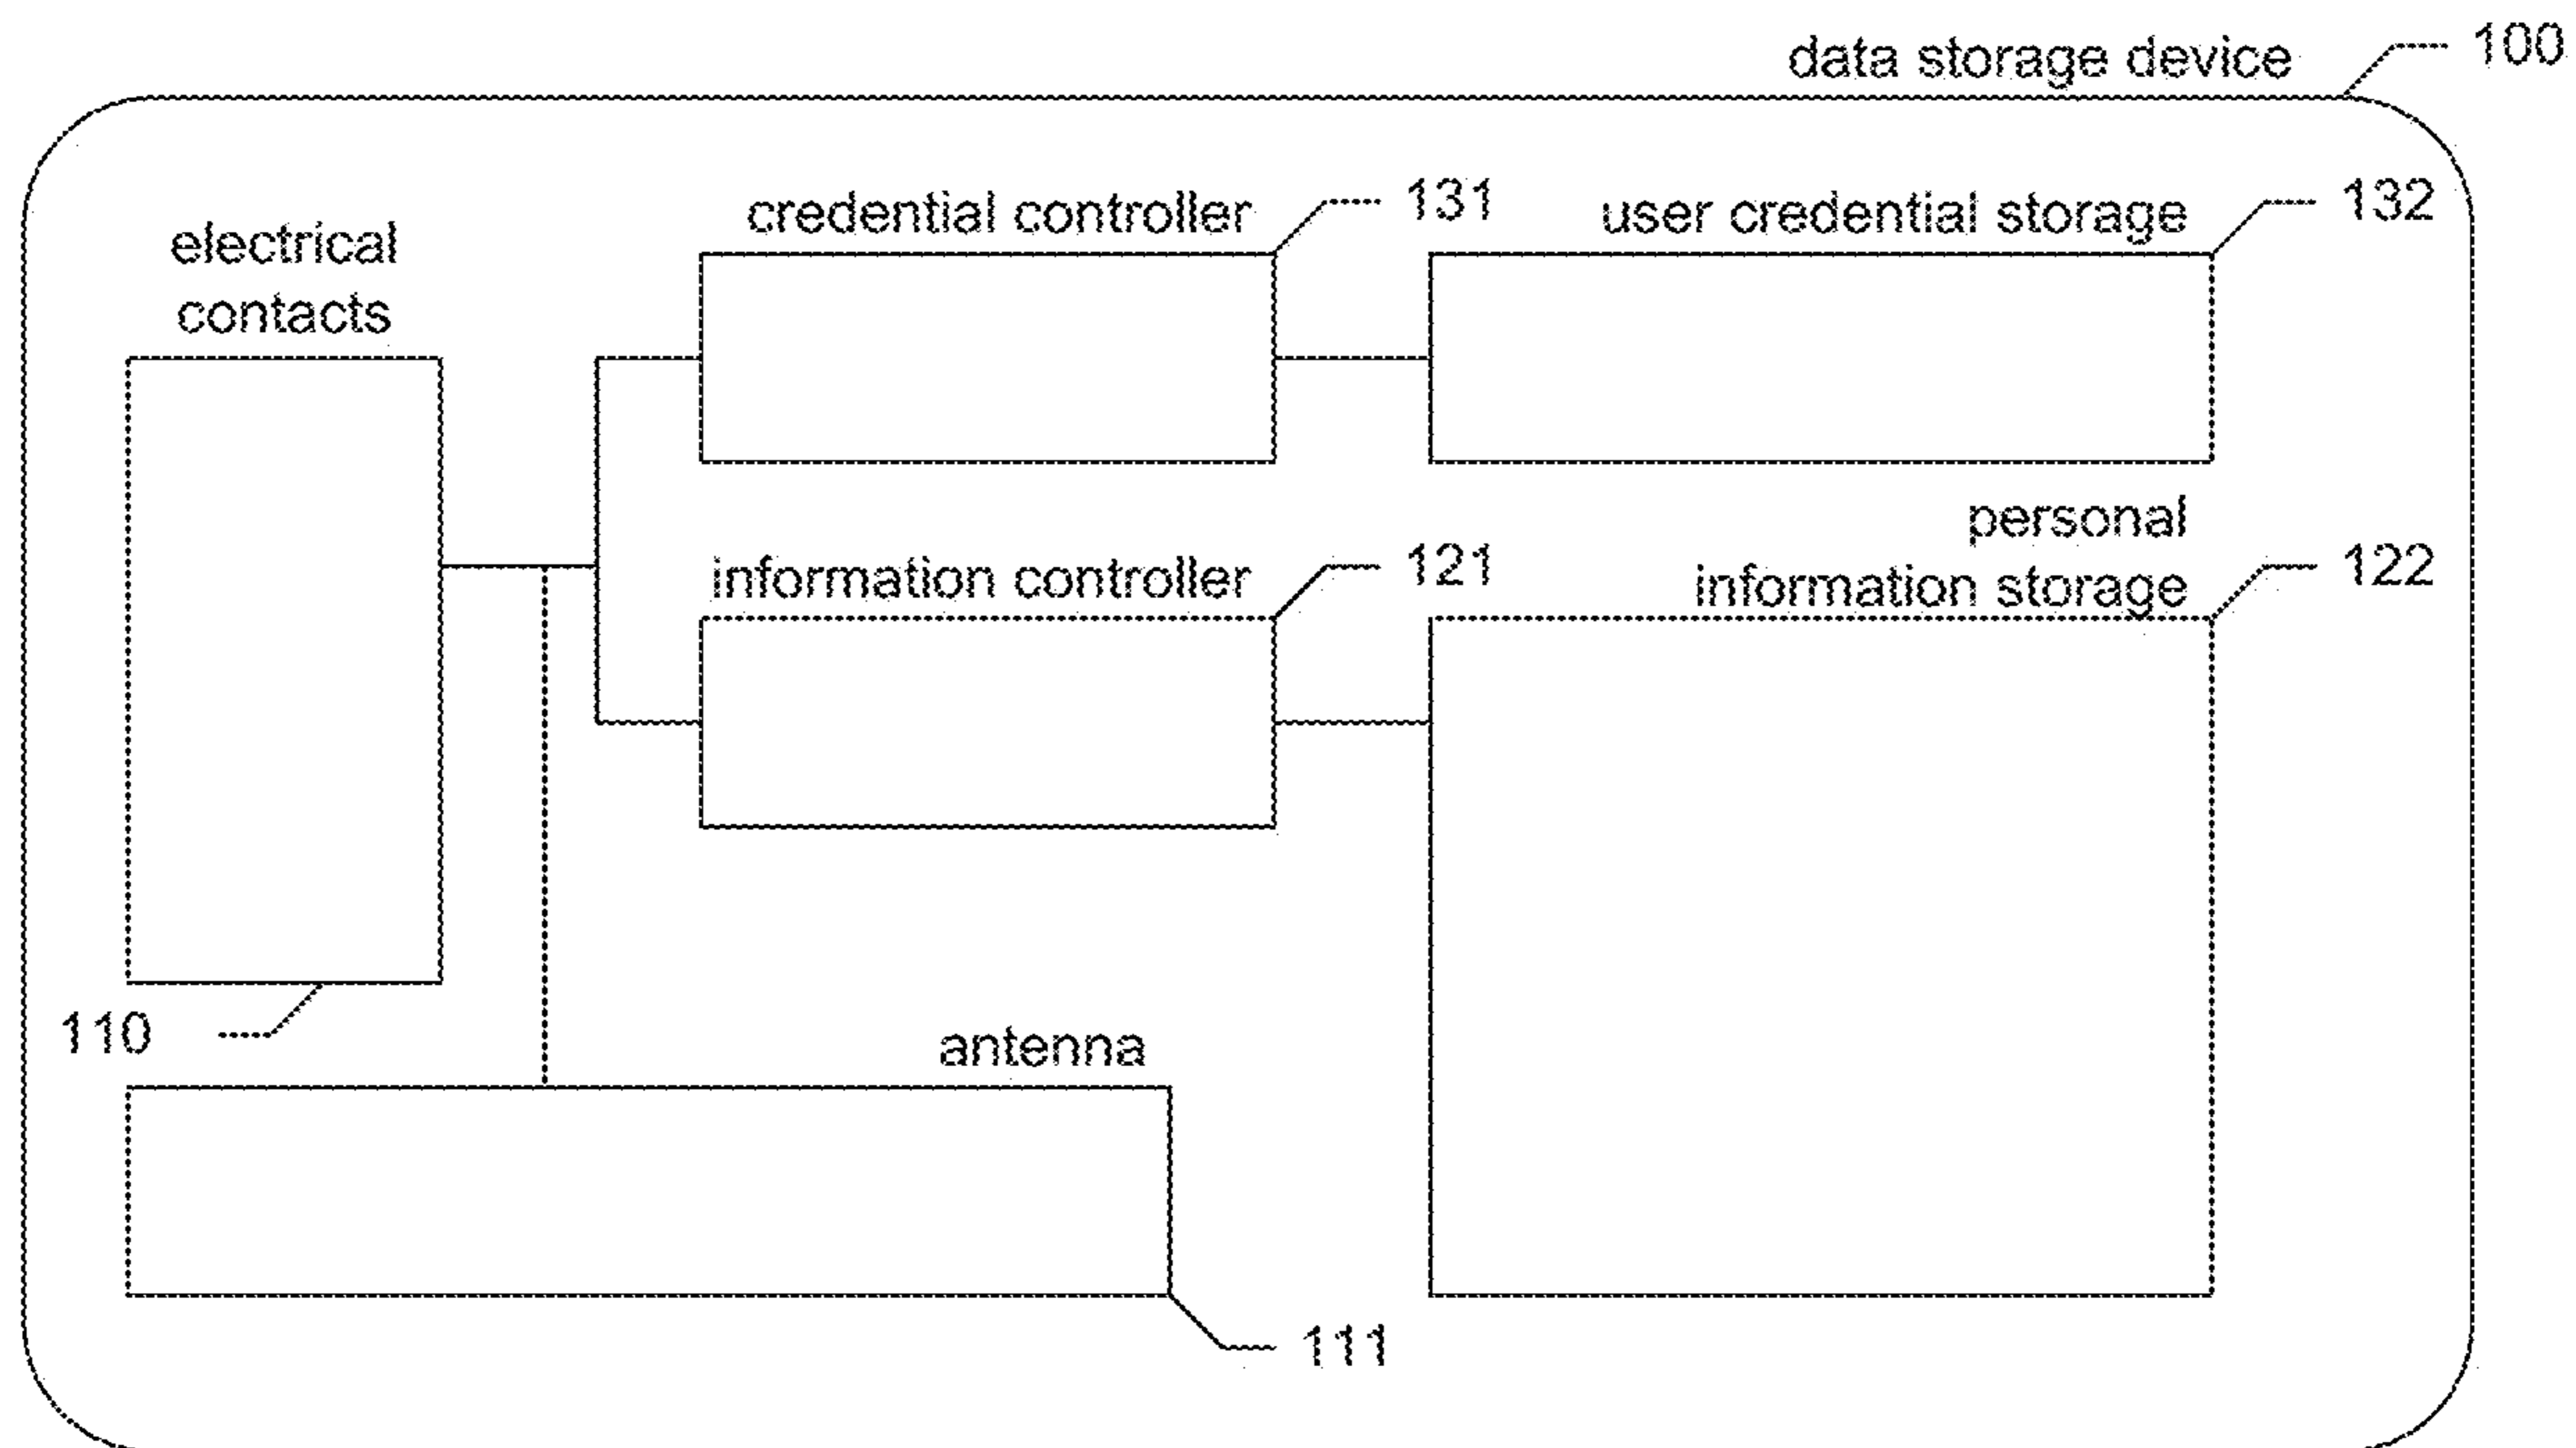 data storage device 100
electrical
contacts
credential controller 131
user credential storage 132
personal
information controller 121
information storage 122
110
antenna
111